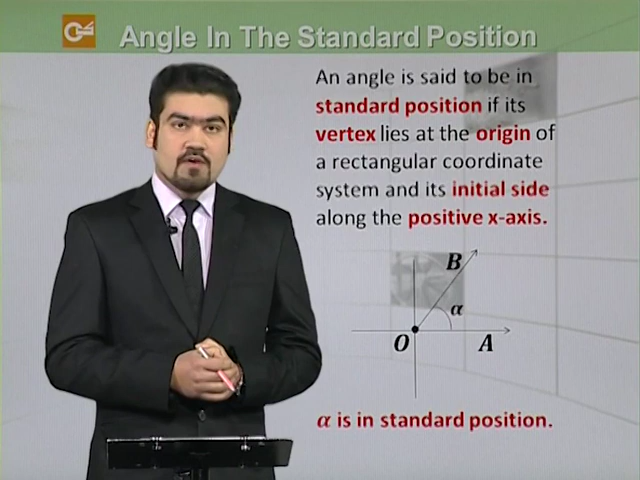 Angle In The Standard Position
An angle is said to be in
standard position if its
vertex lies at the origin of
a rectangular coordinate
system and its initial side
along the positive x-axis.
B
α
O A
α is in standard position.